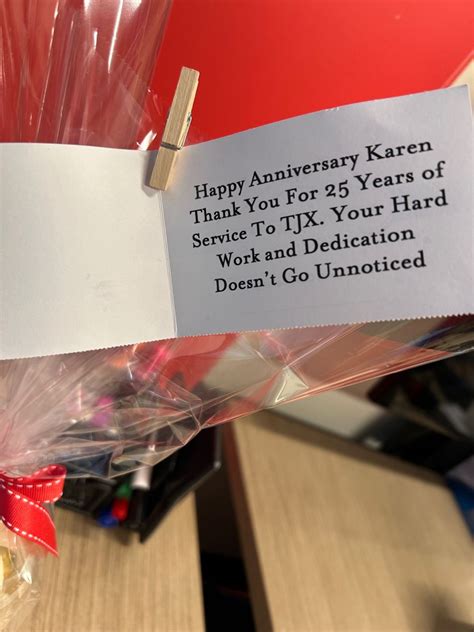 Happy Anniversary Karen
Thank You For 25 Years of
Service To TJX. Your Hard
Work and Dedication
Doesn't Go Unnoticed